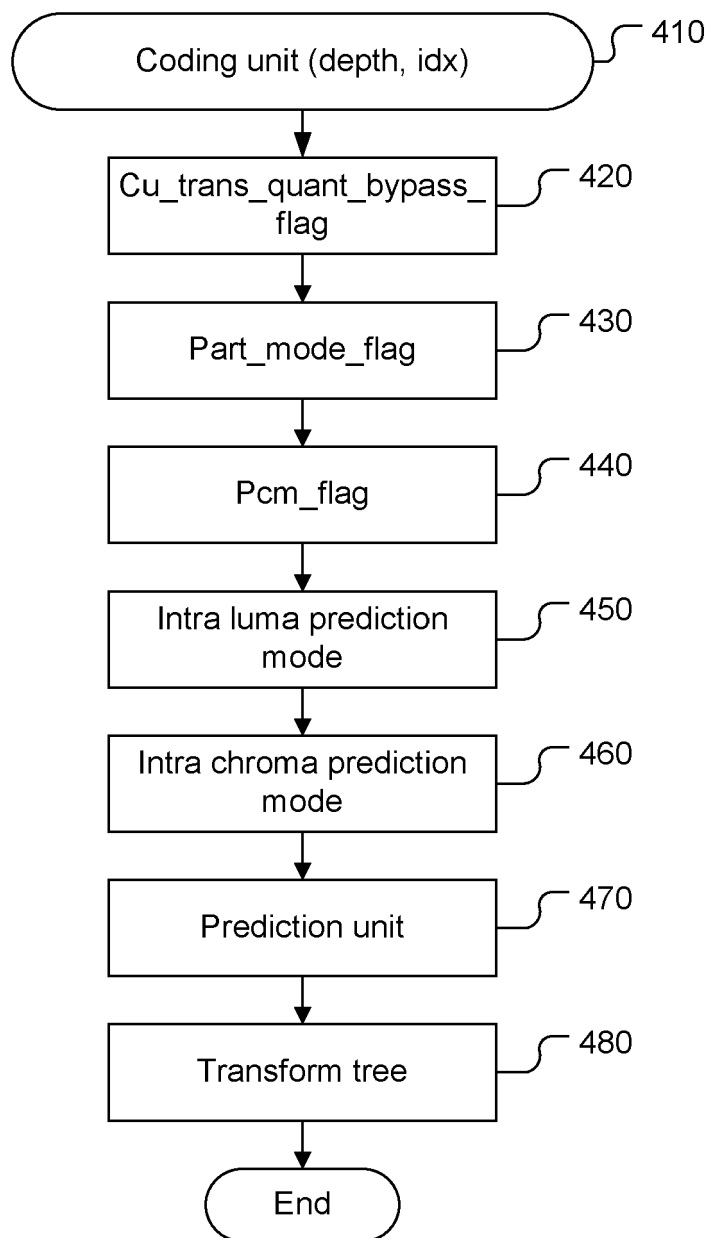 Coding unit (depth, idx)
410
Cu_trans_quant_bypass_
flag
420
Part_mode_flag
430
Pcm_flag
440
Intra luma prediction
mode
450
Intra chroma prediction
mode
460
Prediction unit
470
Transform tree
480
End